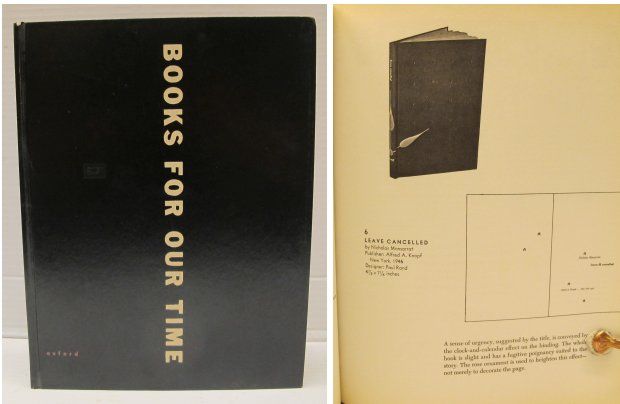 BOOKS FOR OUR TIME
oxford
6
LEAVE CANCELLED
by Nicholas Monsarrat
Publisher: Alfred A. Knopf
New York, 1946
Designer: Paul Rand
A sense of urgency, suggested by the title, is conveyed by
the clock-and-calendar effect on the binding. The whole
book is slight and has a fugitive poignancy suited to the
story. The rose ornament is used to heighten the effect—
not merely to decorate the page.